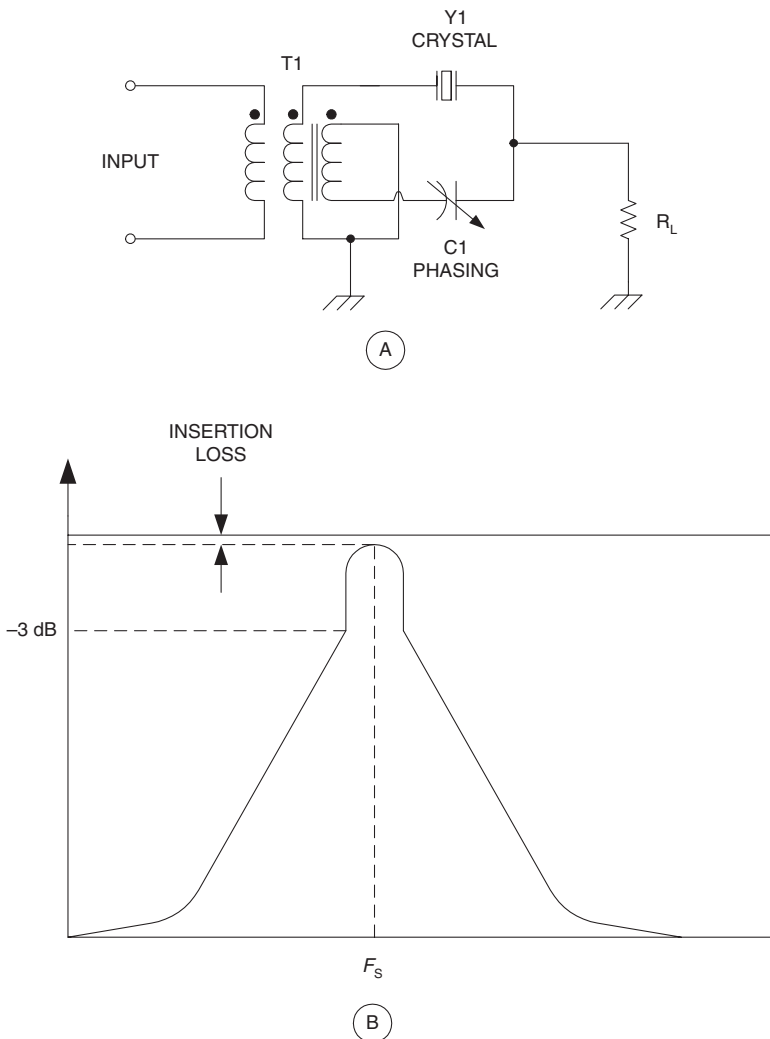 Y1
CRYSTAL
T1
INPUT
C1
PHASING
R_L
A
INSERTION
LOSS
–3 dB
F_S
B